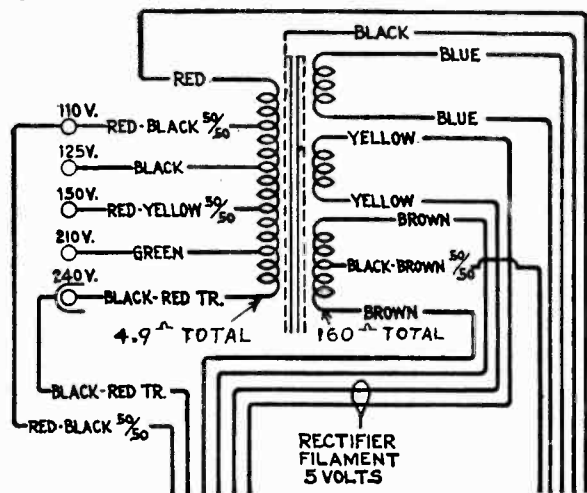 BLACK
BLUE
RED
110 V.
RED-BLACK 50/50
BLUE
125V.
YELLOW
BLACK
150V.
RED-YELLOW 50/50
YELLOW
210 V.
BROWN
GREEN
BLACK-BROWN 50/50
240 V.
BLACK-RED TR.
BROWN
4.9 Ω TOTAL
160 Ω TOTAL
BLACK-RED TR.
RED-BLACK 50/50
RECTIFIER
FILAMENT
5 VOLTS